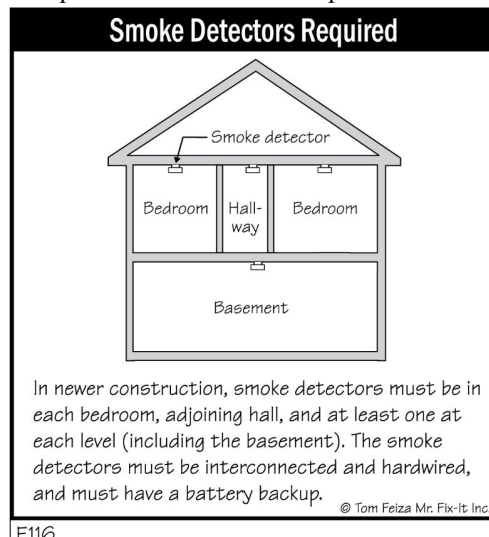 Smoke Detectors Required
Smoke detector
Bedroom
Hall-
way
Bedroom
Basement
In newer construction, smoke detectors must be in
each bedroom, adjoining hall, and at least one at
each level (including the basement). The smoke
detectors must be interconnected and hardwired,
and must have a battery backup.
© Tom Feiza Mr. Fix-It Inc.
E116